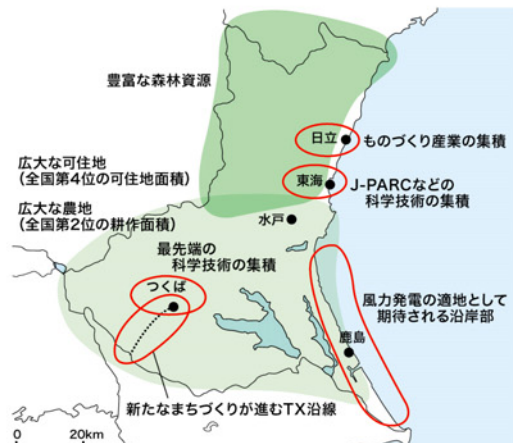 豊富な森林資源
日立
ものづくり産業の集積
広大な可住地
(全国第4位の可住地面積)
東海
J-PARCなどの
科学技術の集積
広大な農地
(全国第2位の耕作面積)
水戸
最先端の
科学技術の集積
つくば
風力発電の適地として
期待される沿岸部
鹿島
新たなまちづくりが進むTX沿線
0 20km